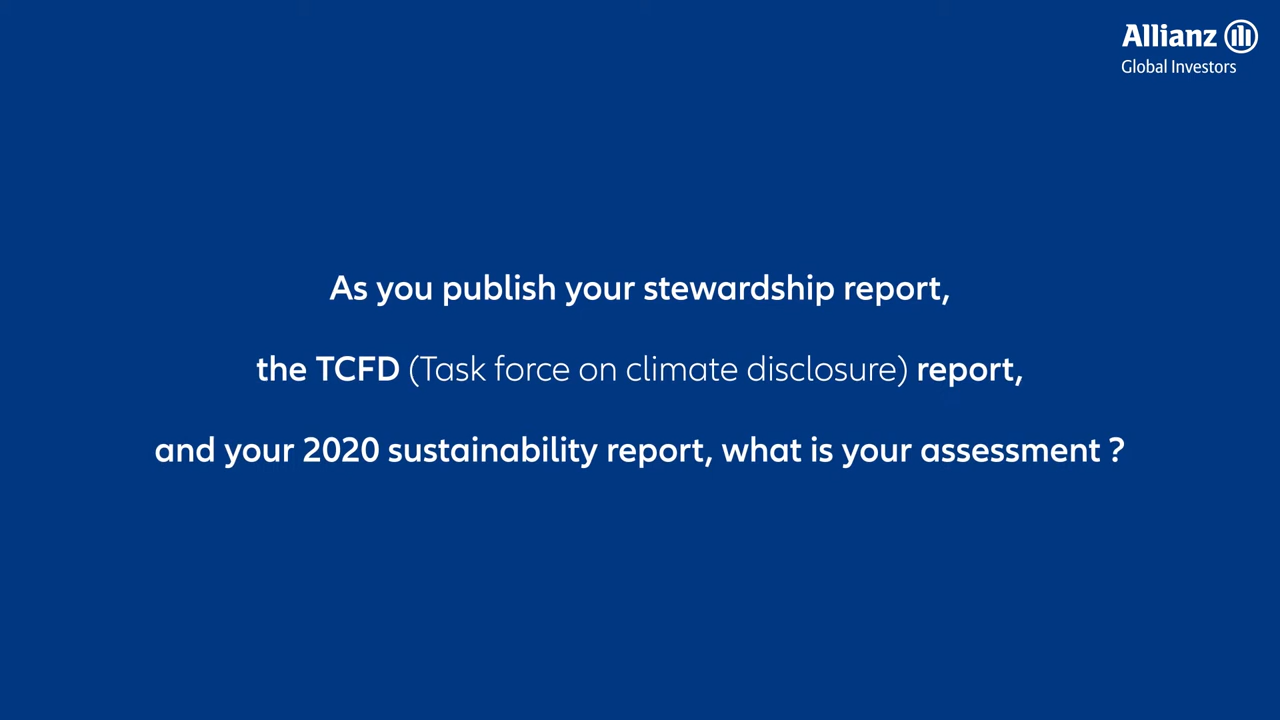 Allianz
Global Investors
As you publish your stewardship report,
the TCFD (Task force on climate disclosure) report,
and your 2020 sustainability report, what is your assessment ?